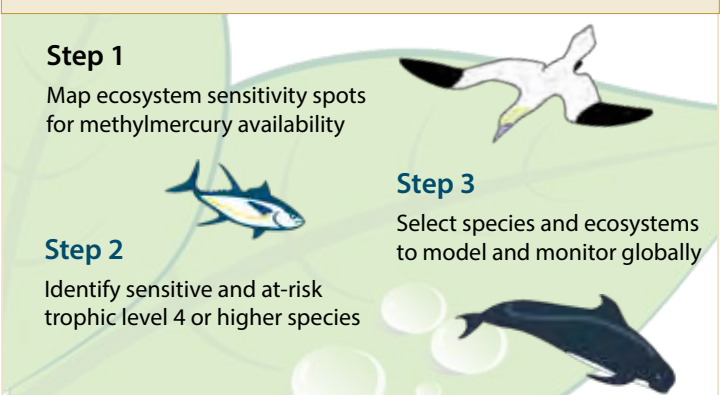 Step 1
Map ecosystem sensitivity spots
for methylmercury availability
Step 2
Identify sensitive and at-risk
trophic level 4 or higher species
Step 3
Select species and ecosystems
to model and monitor globally